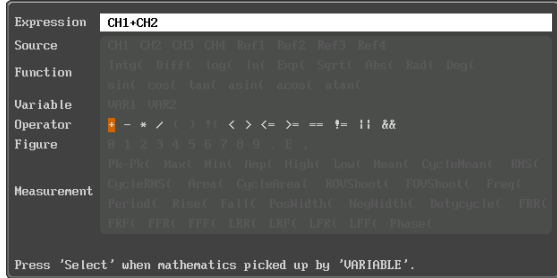 Expression CH1+CH2
Source CH1 CH2 CH3 CH4 Ref1 Ref2 Ref3 Ref4
Function Intg( Diff( log( ln( Exp( Sqrt( Abs( Rad( Deg(
sin( cos( tan( asin( acos( atan(
Variable VAR1 VAR2
Operator + - * / ( ) !( < > <= >= == != || &&
Figure 0 1 2 3 4 5 6 7 8 9 . E ,
Measurement Pk-Pk( Max( Min( Amp( High( Low( Mean( CycleMean( RMS(
CycleRMS( Area( CycleArea( ROVShoot( FOVShoot( Freq(
Period( Rise( Fall( PosWidth( NegWidth( Dutycycle( FRR(
FRF( FFR( FFF( LRR( LRF( LFR( LFF( Phase(
Press 'Select' when mathematics picked up by 'VARIABLE'.